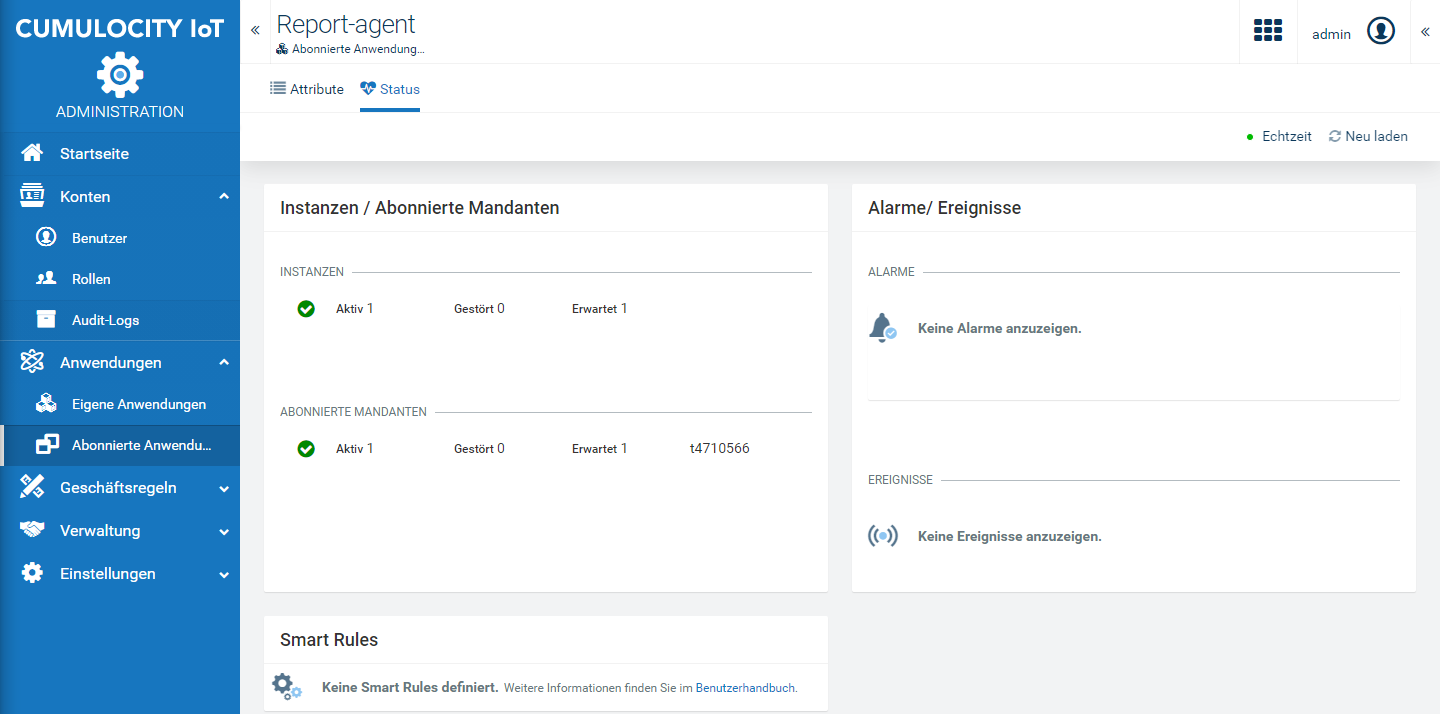 CUMULOCITY IoT
ADMINISTRATION
Startseite
Konten
Benutzer
Rollen
Audit-Logs
Anwendungen
Eigene Anwendungen
Abonnierte Anwendu...
Geschäftsregeln
Verwaltung
Einstellungen
«
Report-agent
Abonnierte Anwendung...
admin
«
Attribute Status
Echtzeit Neu laden
Instanzen / Abonnierte Mandanten
INSTANZEN
Aktiv 1 Gestört 0 Erwartet 1
ABONNIERTE MANDANTEN
Aktiv 1 Gestört 0 Erwartet 1 t4710566
Alarme/ Ereignisse
ALARME
Keine Alarme anzuzeigen.
EREIGNISSE
Keine Ereignisse anzuzeigen.
Smart Rules
Keine Smart Rules definiert. Weitere Informationen finden Sie im Benutzerhandbuch.